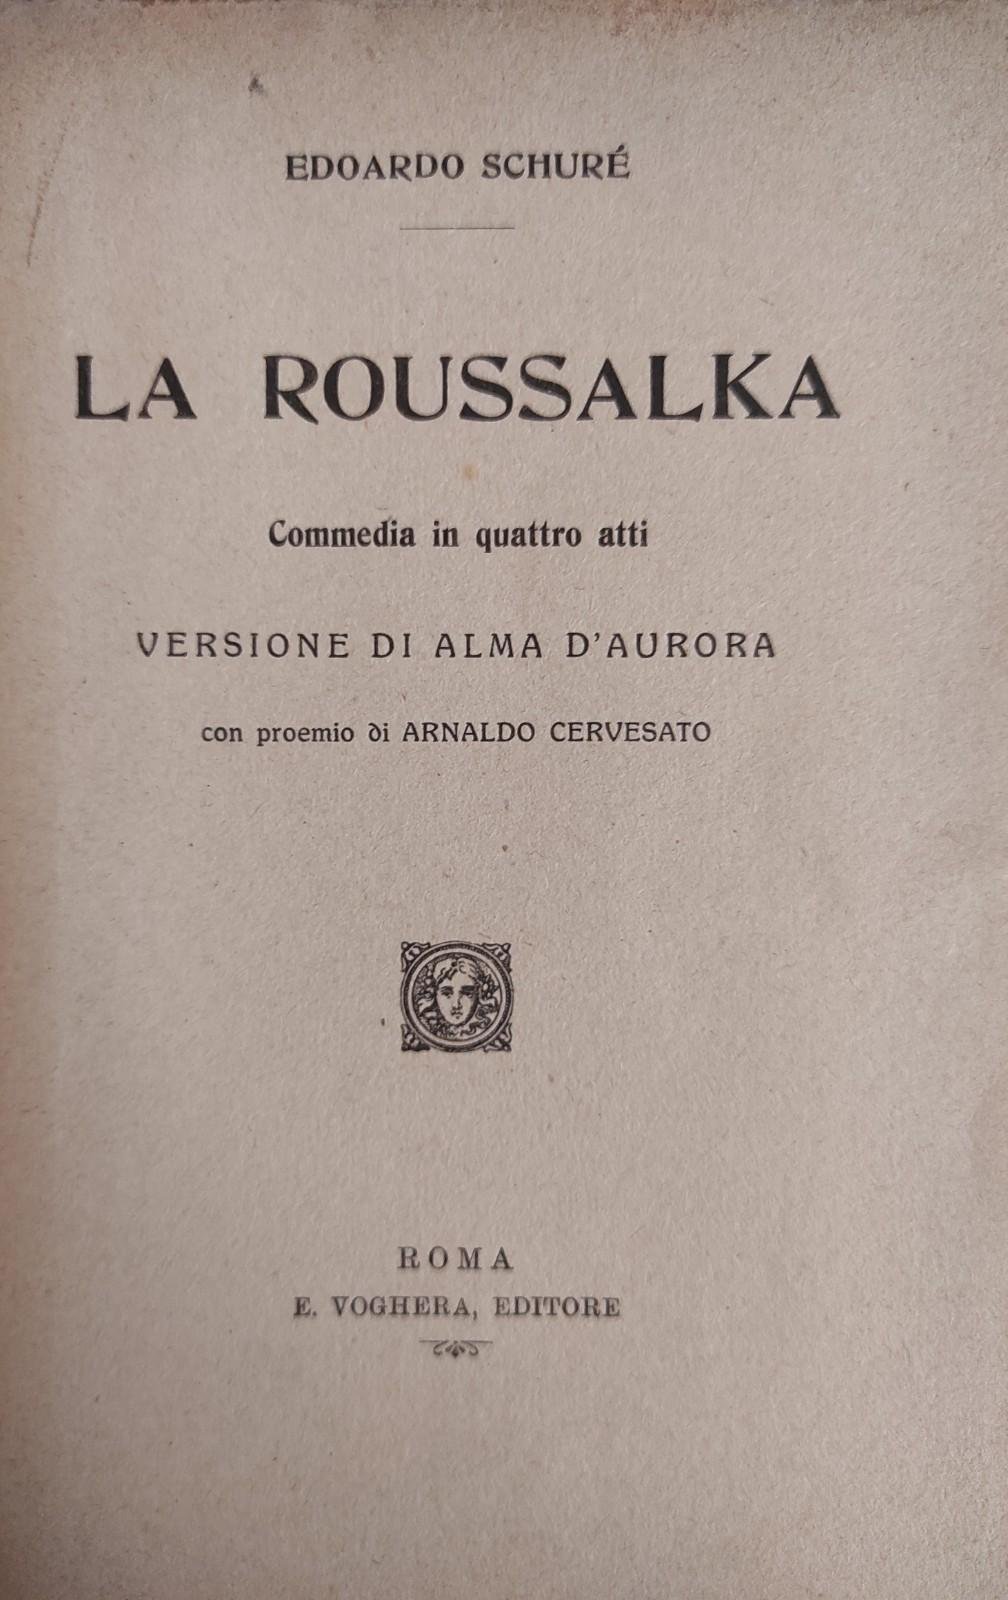 EDOARDO SCHURÉ
LA ROUSSALKA
Commedia in quattro atti
VERSIONE DI ALMA D'AURORA
con proemio di ARNALDO CERVESATO
ROMA
E. VOGHERA, EDITORE